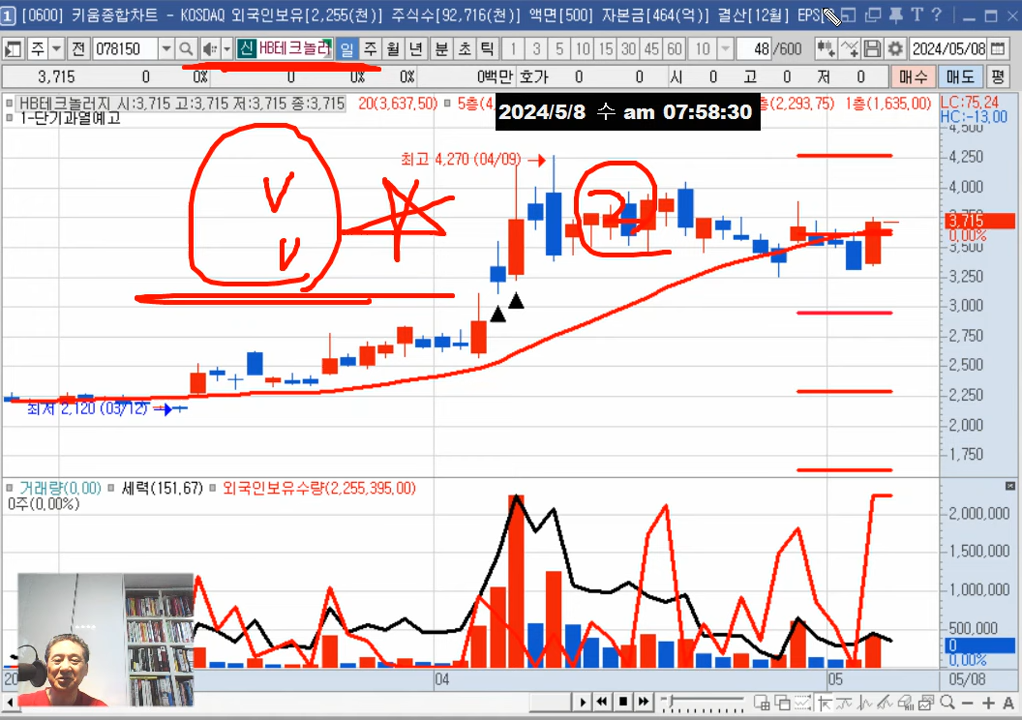 [0600] 키움종합차트 - KOSDAQ 외국인보유[2,255(천)] 주식수[92,716(천)] 액면[500] 자본금[464(억)] 결산[12월] EPS[
주 전 078150 신 HB테크놀러 일 주 월 년 분 초 틱 1 3 5 10 15 30 45 60 10 48 /600 2024/05/08
3,715 0 0% 0 0% 0% 0백만 호가 0 0 시 0 고 0 저 0 매수 매도 평
HB테크놀러지 시:3,715 고:3,715 저:3,715 종:3,715 20(3,637,50) 5층(4, 층(2,293,75) 1층(1,635,00) LC:75,24
1-단기과열예고
HC:-13,00
2024/5/8 수 am 07:58:30
4,500
최고 4,270 (04/09)
4,250
4,000
3,715
0,00%
3,500
3,250
3,000
2,750
2,500
2,250
최저 2,120 (03/12)
2,000
1,750
거래량(0,00) 세력(151,67) 외국인보유수량(2,255,395,00)
0주(0,00%)
2,000,000
1,500,000
1,000,000
500,000
0
0,00%
20 04 05 05/08
A